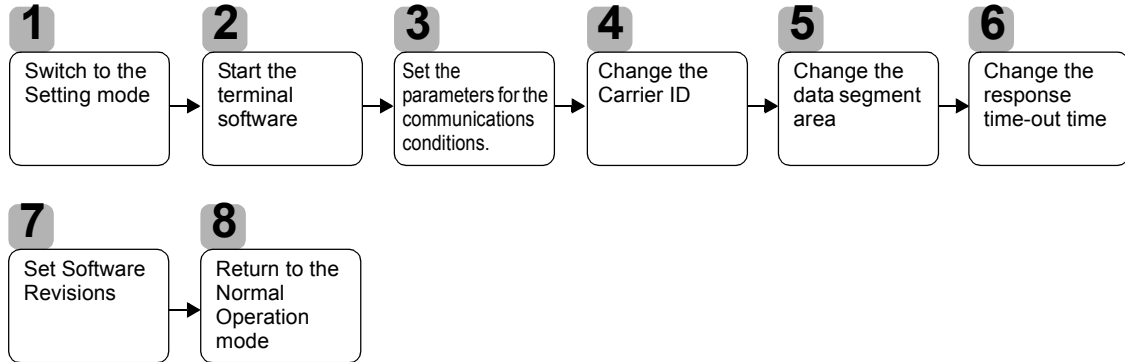 1
Switch to the
Setting mode
2
Start the
terminal
software
3
Set the
parameters for the
communications
conditions.
4
Change the
Carrier ID
5
Change the
data segment
area
6
Change the
response
time-out time
7
Set Software
Revisions
8
Return to the
Normal
Operation
mode